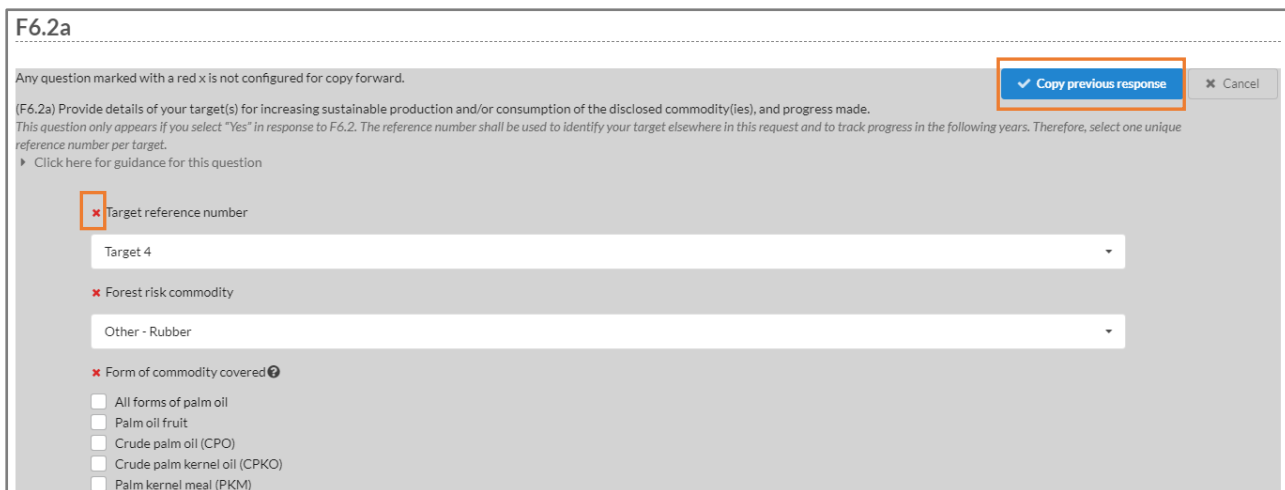 F6.2a
Any question marked with a red x is not configured for copy forward.
Copy previous response
Cancel
(F6.2a) Provide details of your target(s) for increasing sustainable production and/or consumption of the disclosed commodity(ies), and progress made.
This question only appears if you select "Yes" in response to F6.2. The reference number shall be used to identify your target elsewhere in this request and to track progress in the following years. Therefore, select one unique
reference number per target.
Click here for guidance for this question
Target reference number
Target 4
Forest risk commodity
Other - Rubber
Form of commodity covered
All forms of palm oil
Palm oil fruit
Crude palm oil (CPO)
Crude palm kernel oil (CPKO)
Palm kernel meal (PKM)